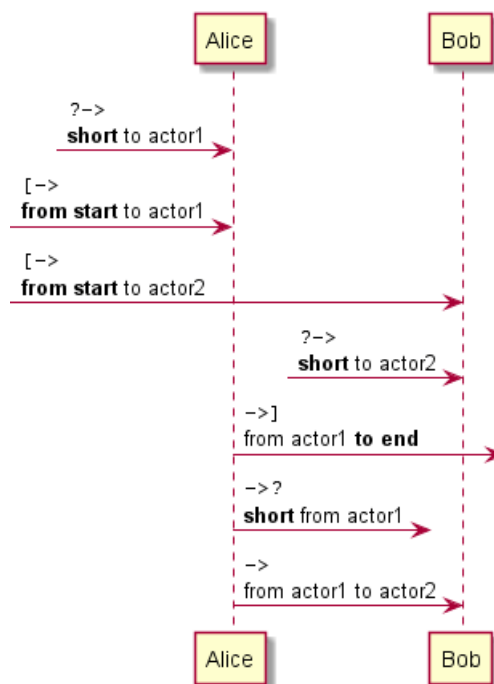 Alice Bob
?->
short to actor1
[->
from start to actor1
[->
from start to actor2
?->
short to actor2
->]
from actor1 to end
->?
short from actor1
->
from actor1 to actor2
Alice Bob